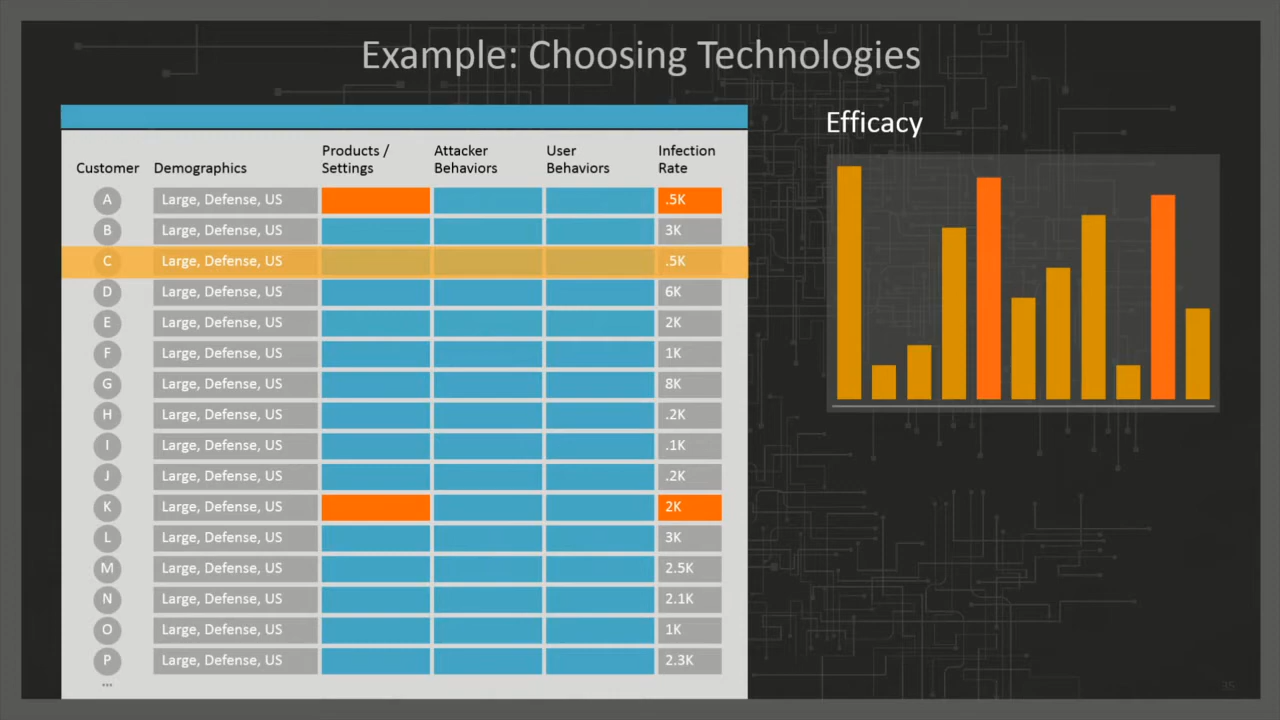 Example: Choosing Technologies
Efficacy
Customer Demographics Products / Settings Attacker Behaviors User Behaviors Infection Rate
A Large, Defense, US .5K
B Large, Defense, US 3K
C Large, Defense, US .5K
D Large, Defense, US 6K
E Large, Defense, US 2K
F Large, Defense, US 1K
G Large, Defense, US 8K
H Large, Defense, US .2K
I Large, Defense, US .1K
J Large, Defense, US .2K
K Large, Defense, US 2K
L Large, Defense, US 3K
M Large, Defense, US 2.5K
N Large, Defense, US 2.1K
O Large, Defense, US 1K
P Large, Defense, US 2.3K
...
35